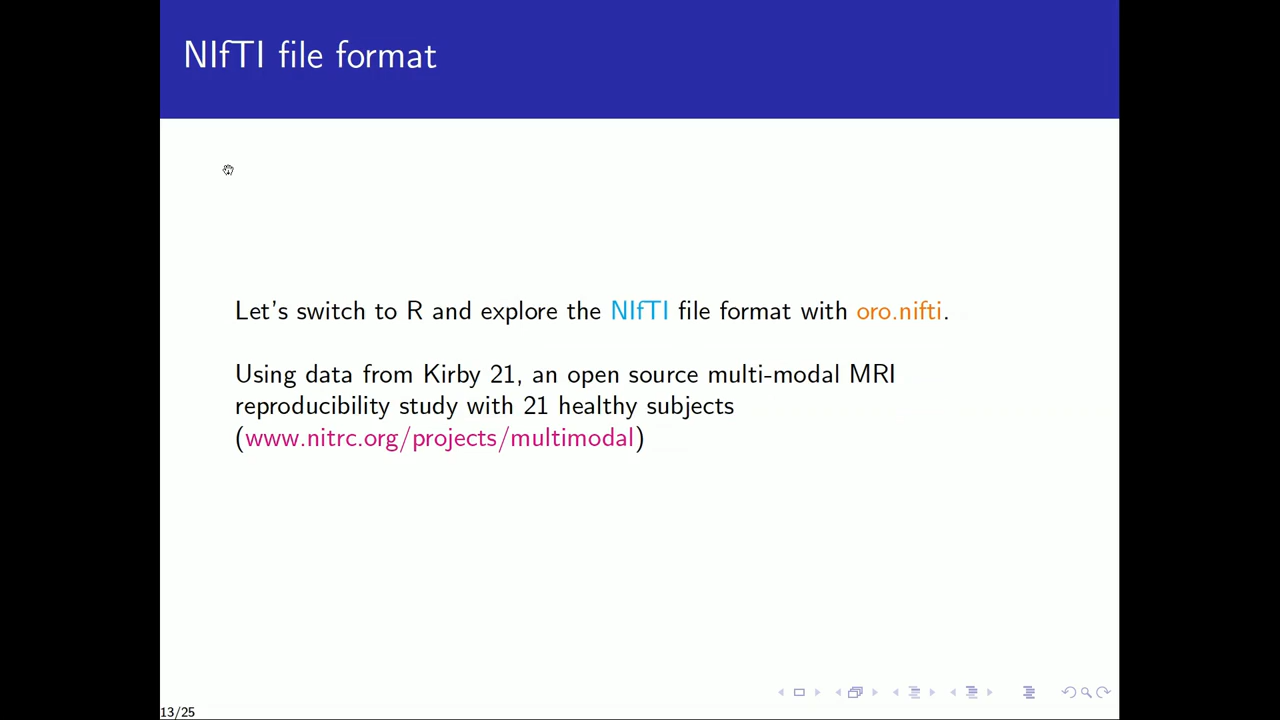 NIfTI file format
Let's switch to R and explore the NIfTI file format with oro.nifti.
Using data from Kirby 21, an open source multi-modal MRI
reproducibility study with 21 healthy subjects
(www.nitrc.org/projects/multimodal)
13/25